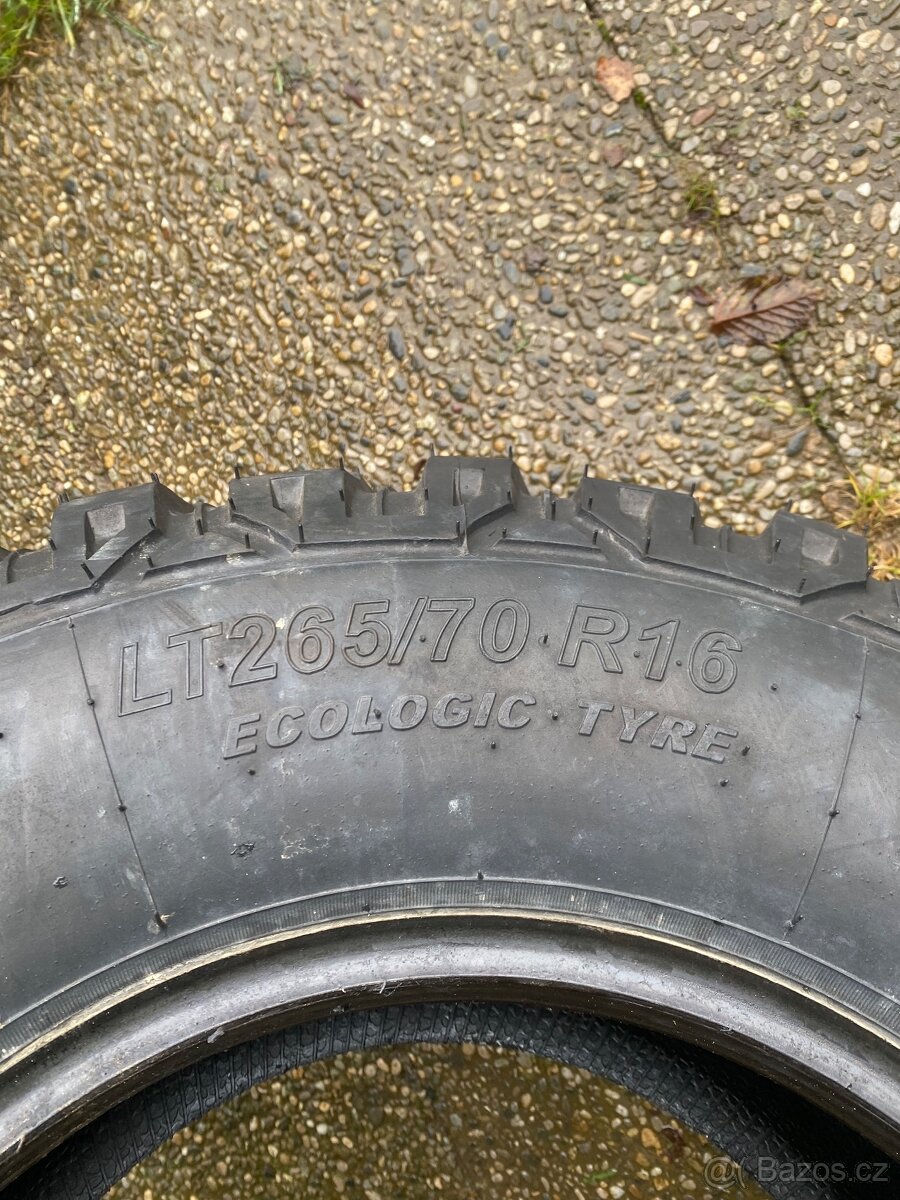 LT265/70 R16
ECOLOGIC TYRE
@( Bazos.cz